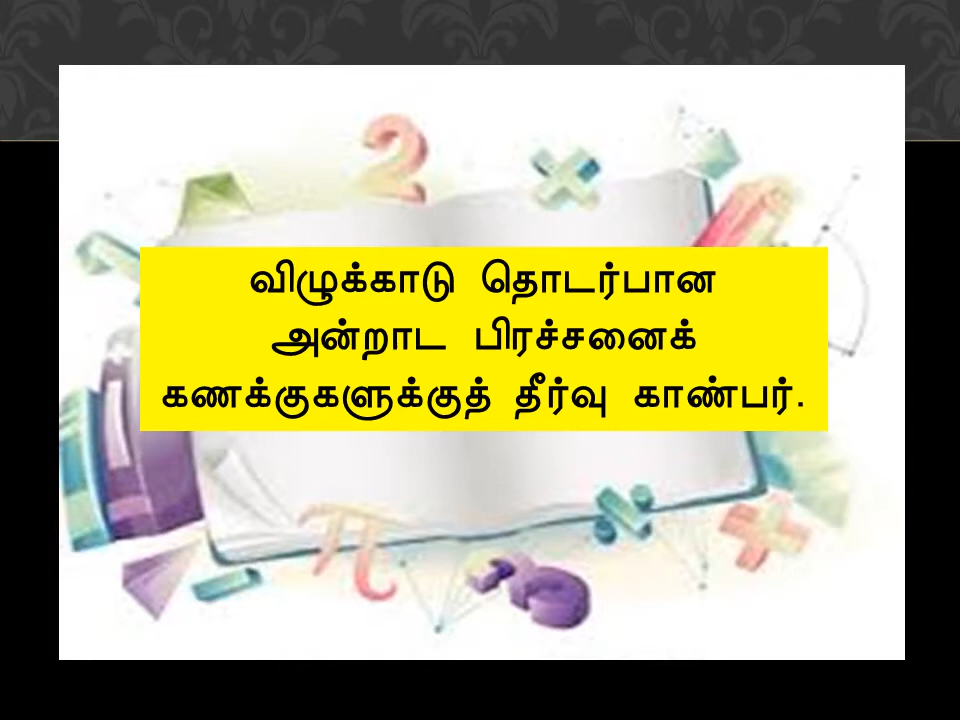 விழுக்காடு தொடர்பான
அன்றாட பிரச்சனைக்
கணக்குகளுக்குத் தீர்வு காண்பர்.